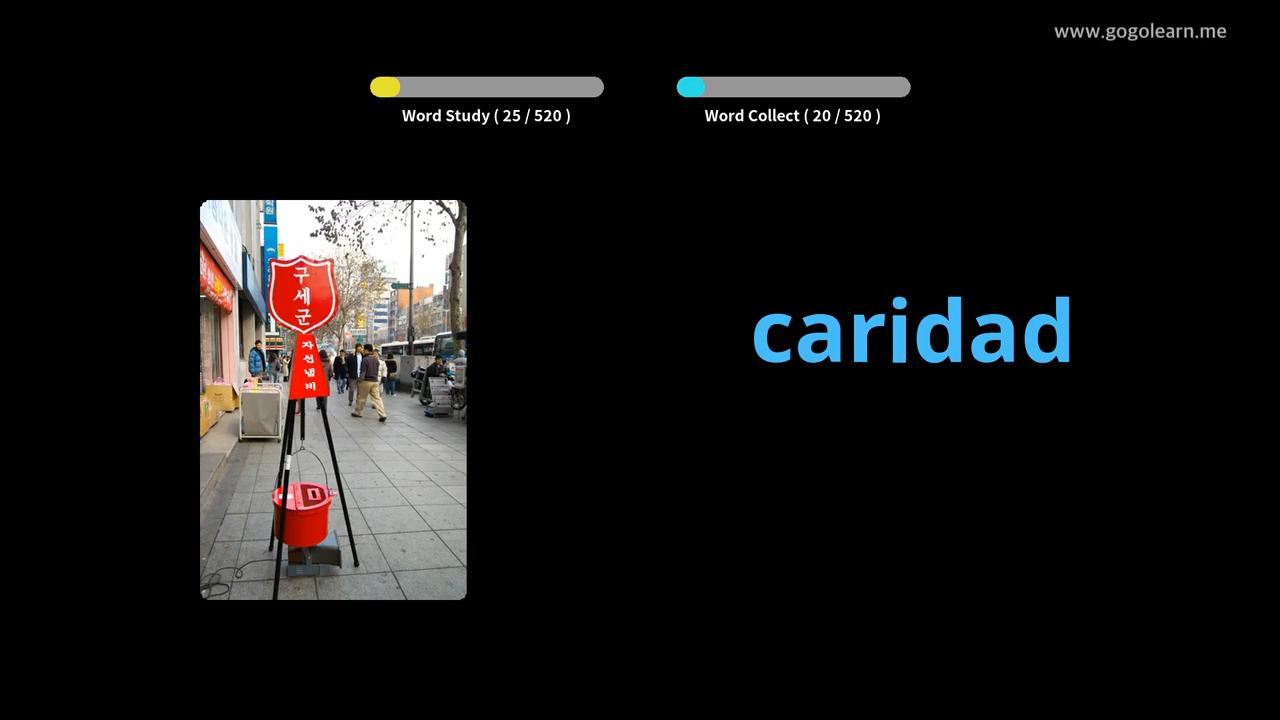 www.gogolearn.me
Word Study ( 25 / 520 )
Word Collect ( 20 / 520 )
구
세
군
자
선
냄
비
caridad